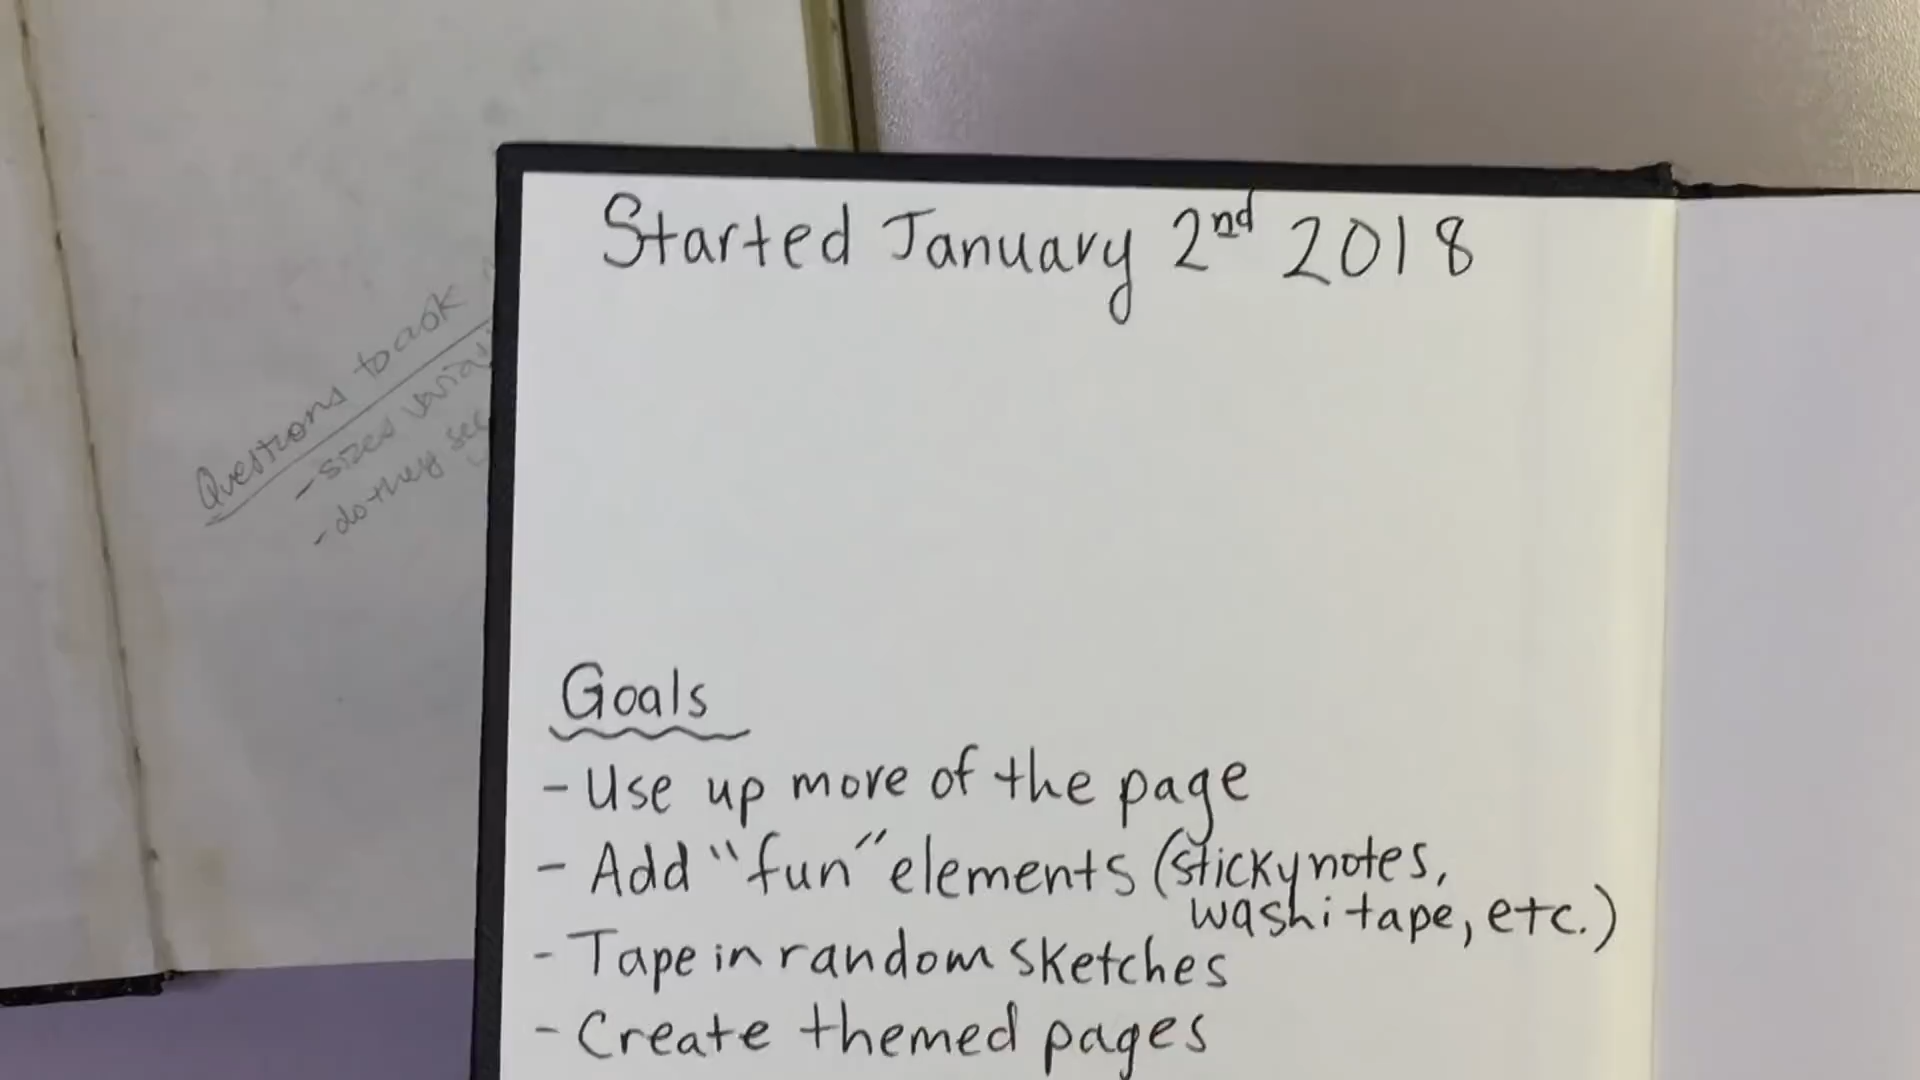 Started January 2nd 2018
Goals
- Use up more of the page
- Add "fun" elements (stickynotes,
washi tape, etc.)
- Tape in random sketches
- Create themed pages
Questions to ask
- sizes
- do they